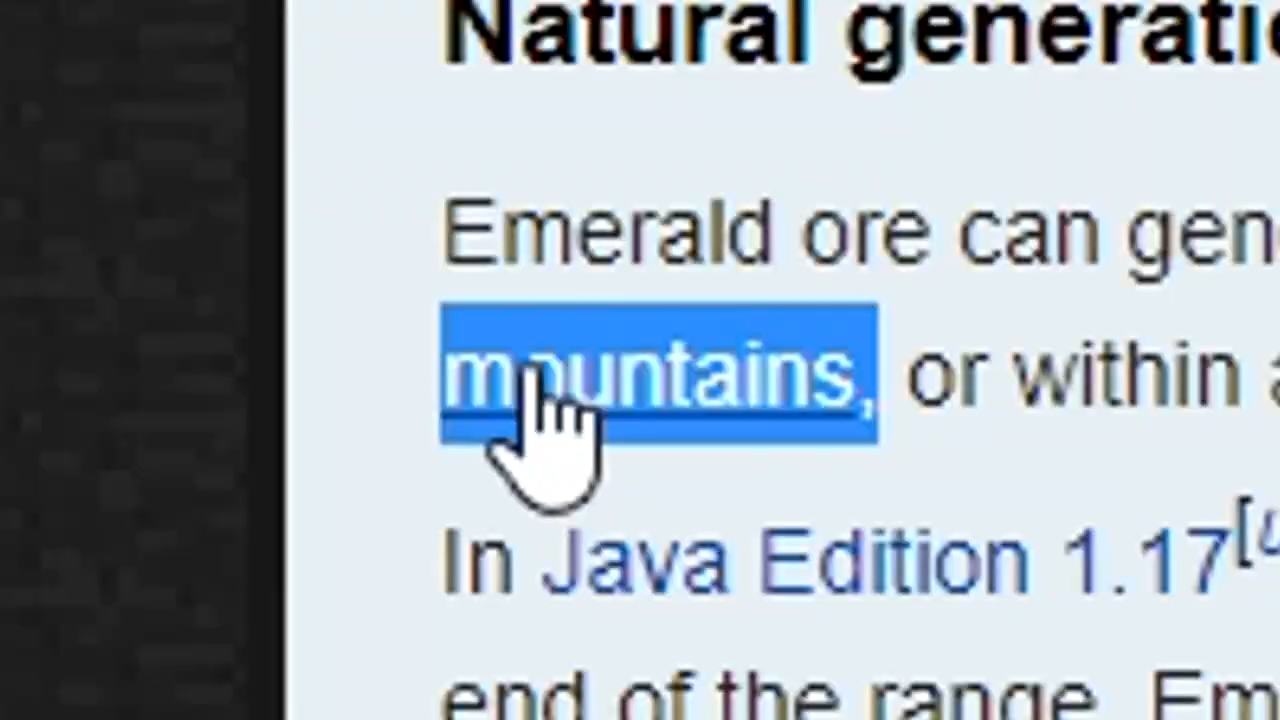 Natural generati
Emerald ore can gen
mountains, or within a
In Java Edition 1.17[
end of the range. Em